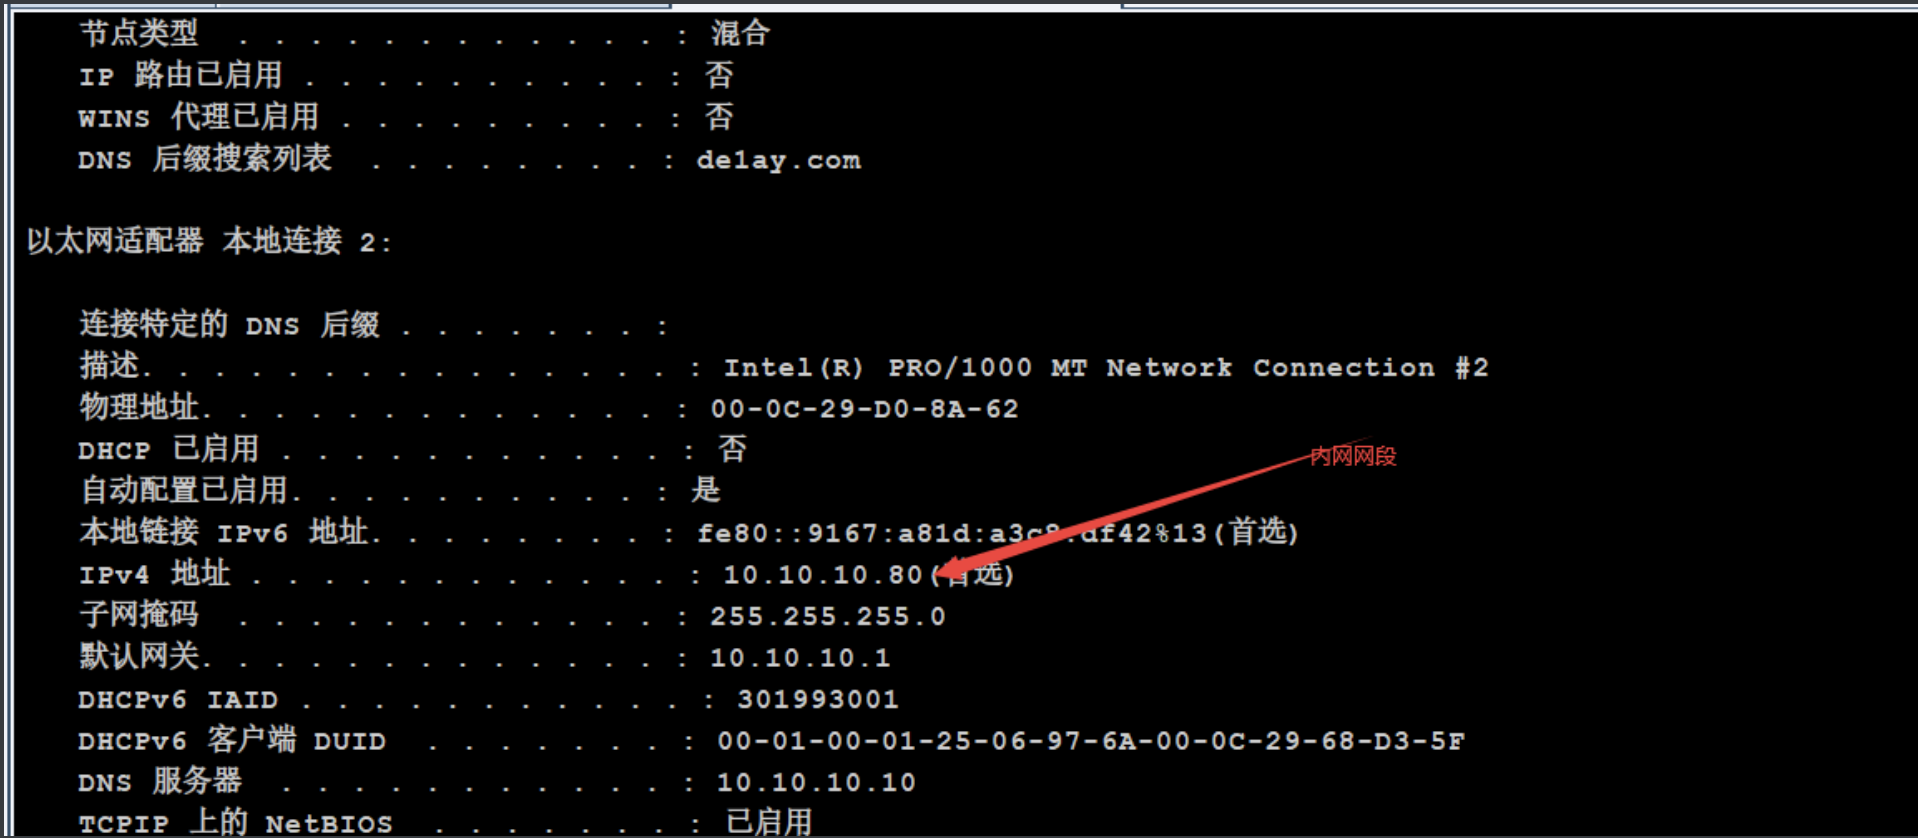 节点类型  . . . . . . . . . . . . . : 混合
IP 路由已启用 . . . . . . . . . . . : 否
WINS 代理已启用 . . . . . . . . . . : 否
DNS 后缀搜索列表  . . . . . . . . . : de1ay.com
以太网适配器 本地连接 2:
连接特定的 DNS 后缀 . . . . . . . . :
描述. . . . . . . . . . . . . . . . : Intel(R) PRO/1000 MT Network Connection #2
物理地址. . . . . . . . . . . . . . : 00-0C-29-D0-8A-62
DHCP 已启用 . . . . . . . . . . . . : 否
内网网段
自动配置已启用. . . . . . . . . . . : 是
本地链接 IPv6 地址. . . . . . . . . : fe80::9167:a81d:a3c8:df42%13(首选)
IPv4 地址 . . . . . . . . . . . . . : 10.10.10.80(首选)
子网掩码  . . . . . . . . . . . . . : 255.255.255.0
默认网关. . . . . . . . . . . . . . : 10.10.10.1
DHCPv6 IAID . . . . . . . . . . . . : 301993001
DHCPv6 客户端 DUID  . . . . . . . . : 00-01-00-01-25-06-97-6A-00-0C-29-68-D3-5F
DNS 服务器  . . . . . . . . . . . . : 10.10.10.10
TCPIP 上的 NetBIOS  . . . . . . . . : 已启用